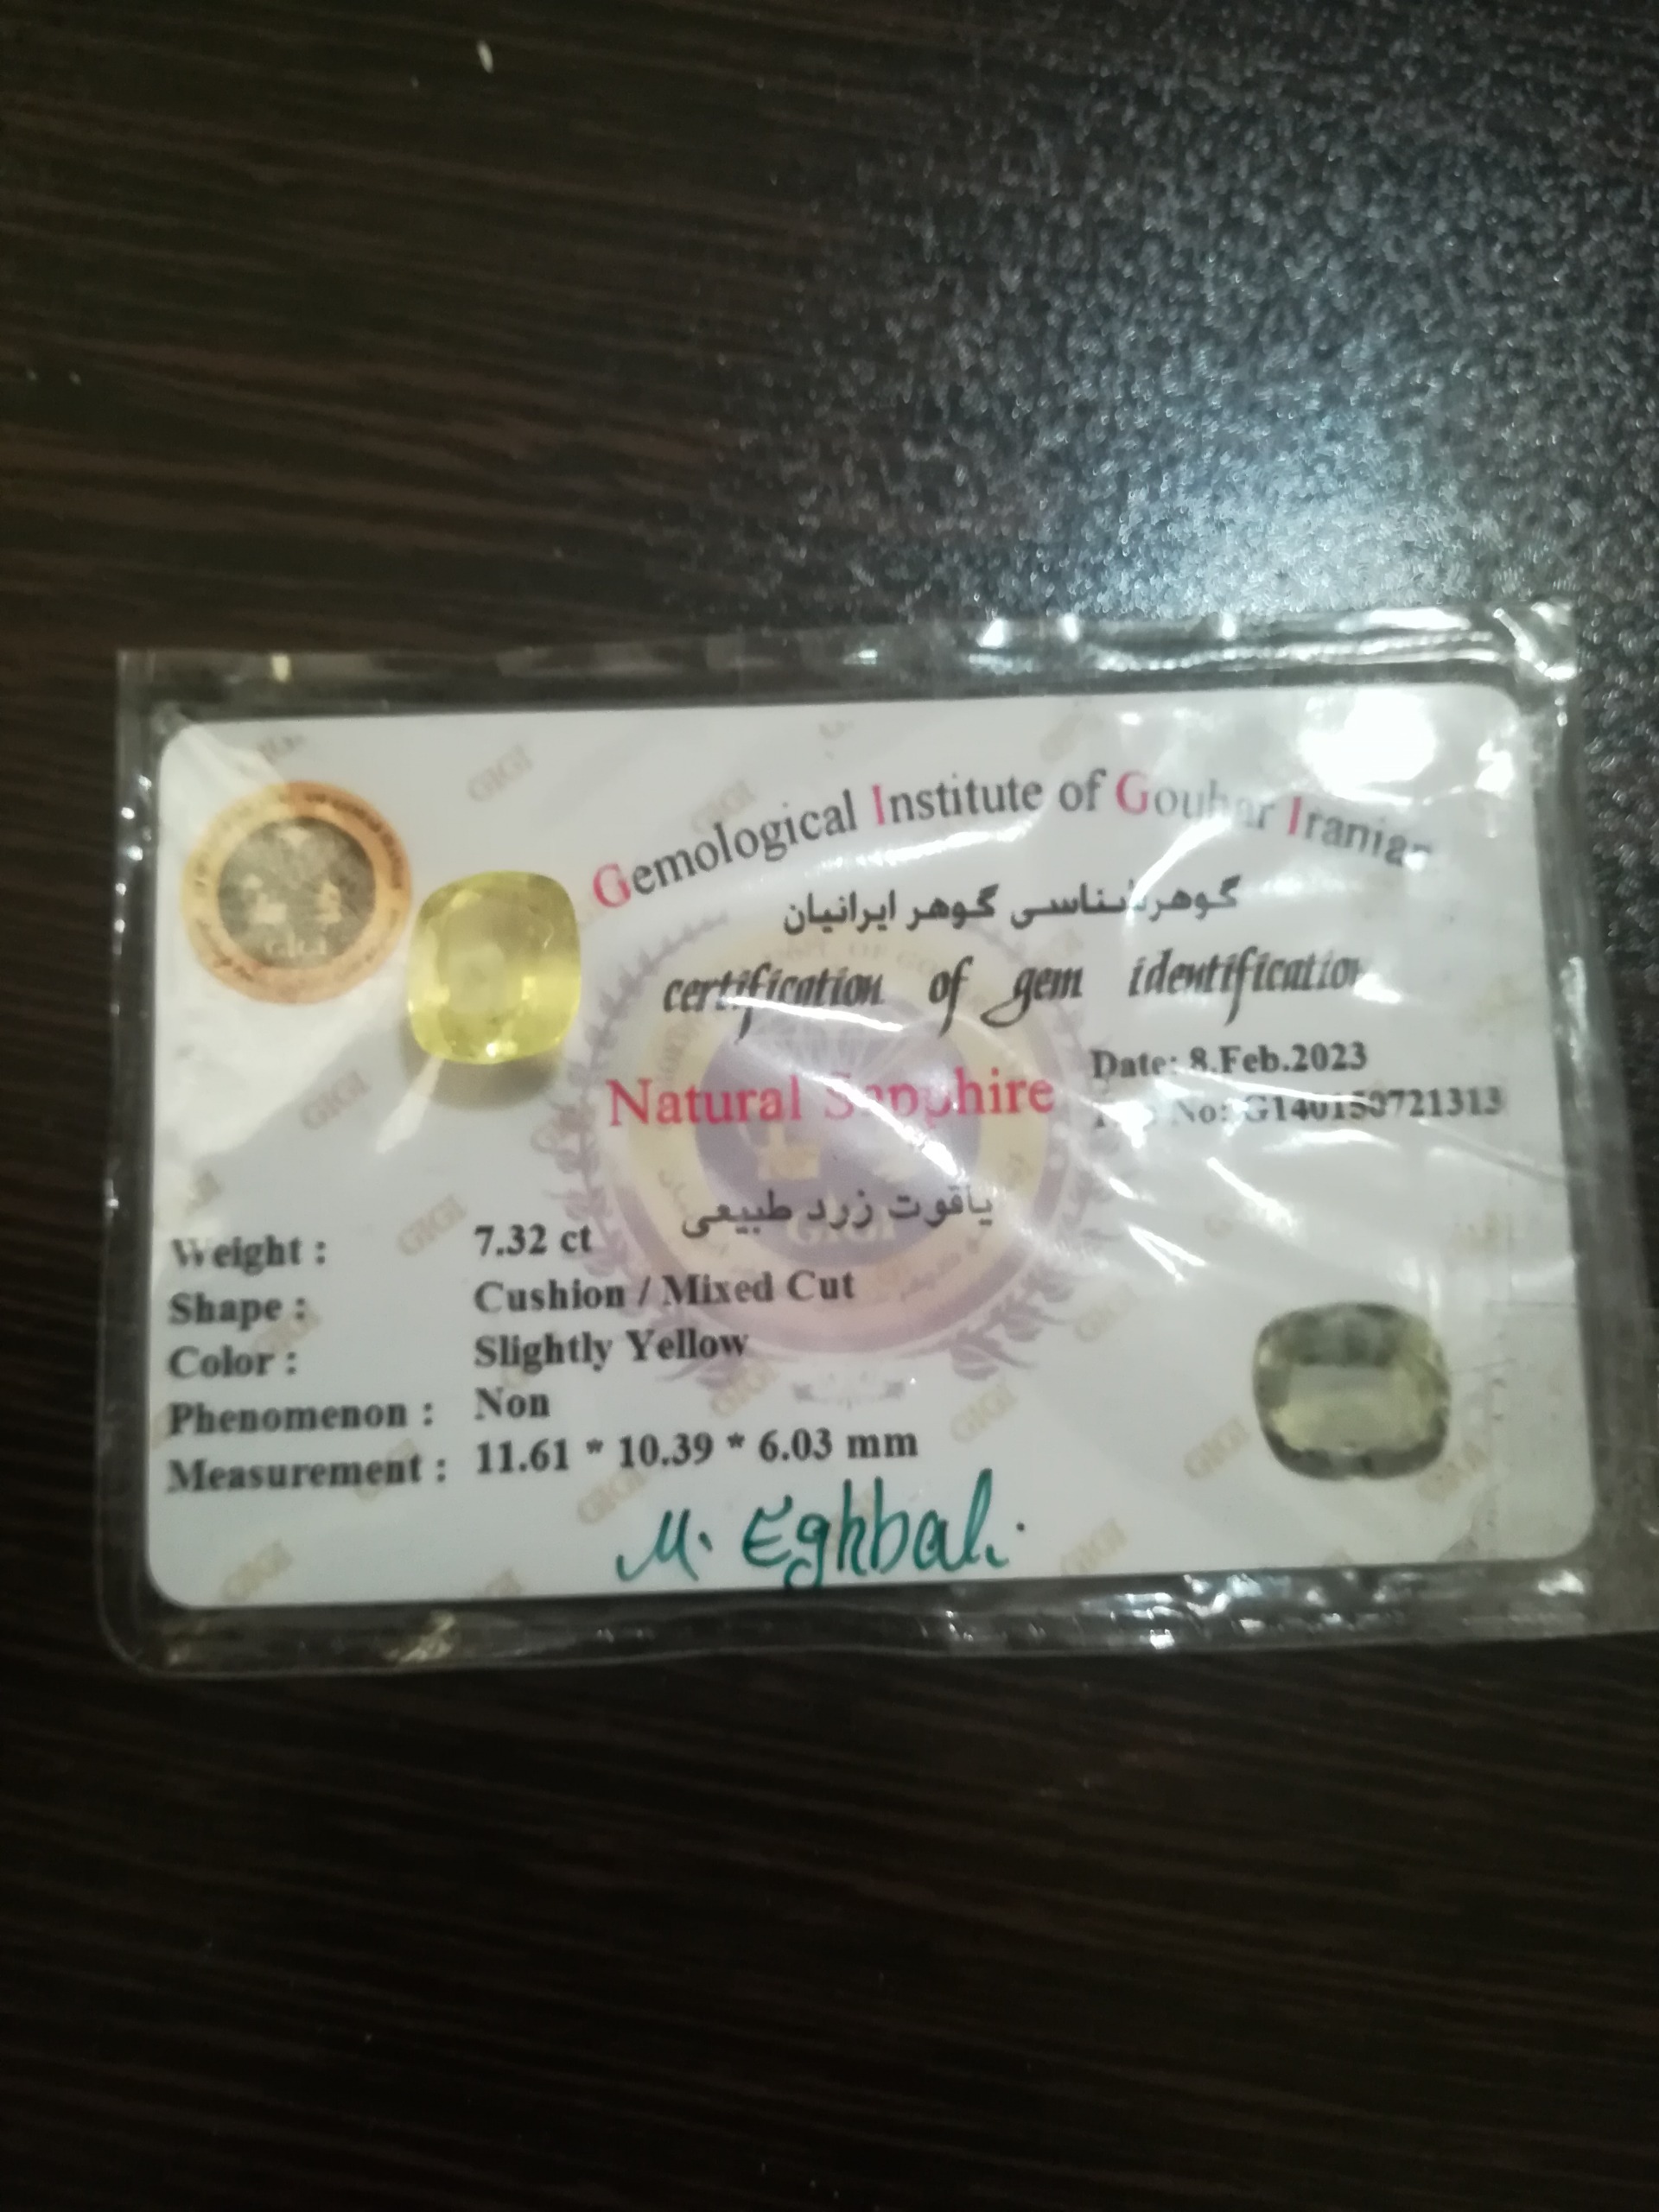 Gemological Institute of Gouhar Iranian
گوهرشناسی گوهر ایرانیان
certification of gem identification
Date: 8.Feb.2023
No: G140150721313
Natural Sapphire
یاقوت زرد طبیعی
Weight : 7.32 ct
Shape : Cushion / Mixed Cut
Color : Slightly Yellow
Phenomenon : Non
Measurement : 11.61 * 10.39 * 6.03 mm
M. Eghbali
GIGI